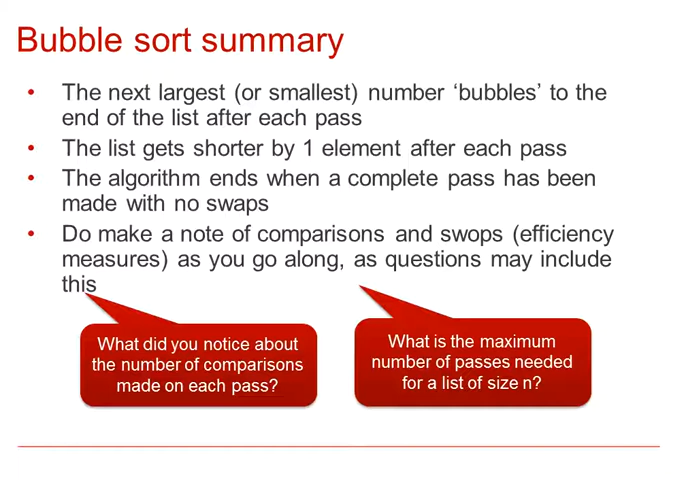 Bubble sort summary
• The next largest (or smallest) number ‘bubbles’ to the
end of the list after each pass
• The list gets shorter by 1 element after each pass
• The algorithm ends when a complete pass has been
made with no swaps
• Do make a note of comparisons and swops (efficiency
measures) as you go along, as questions may include
this
What did you notice about
the number of comparisons
made on each pass?
What is the maximum
number of passes needed
for a list of size n?